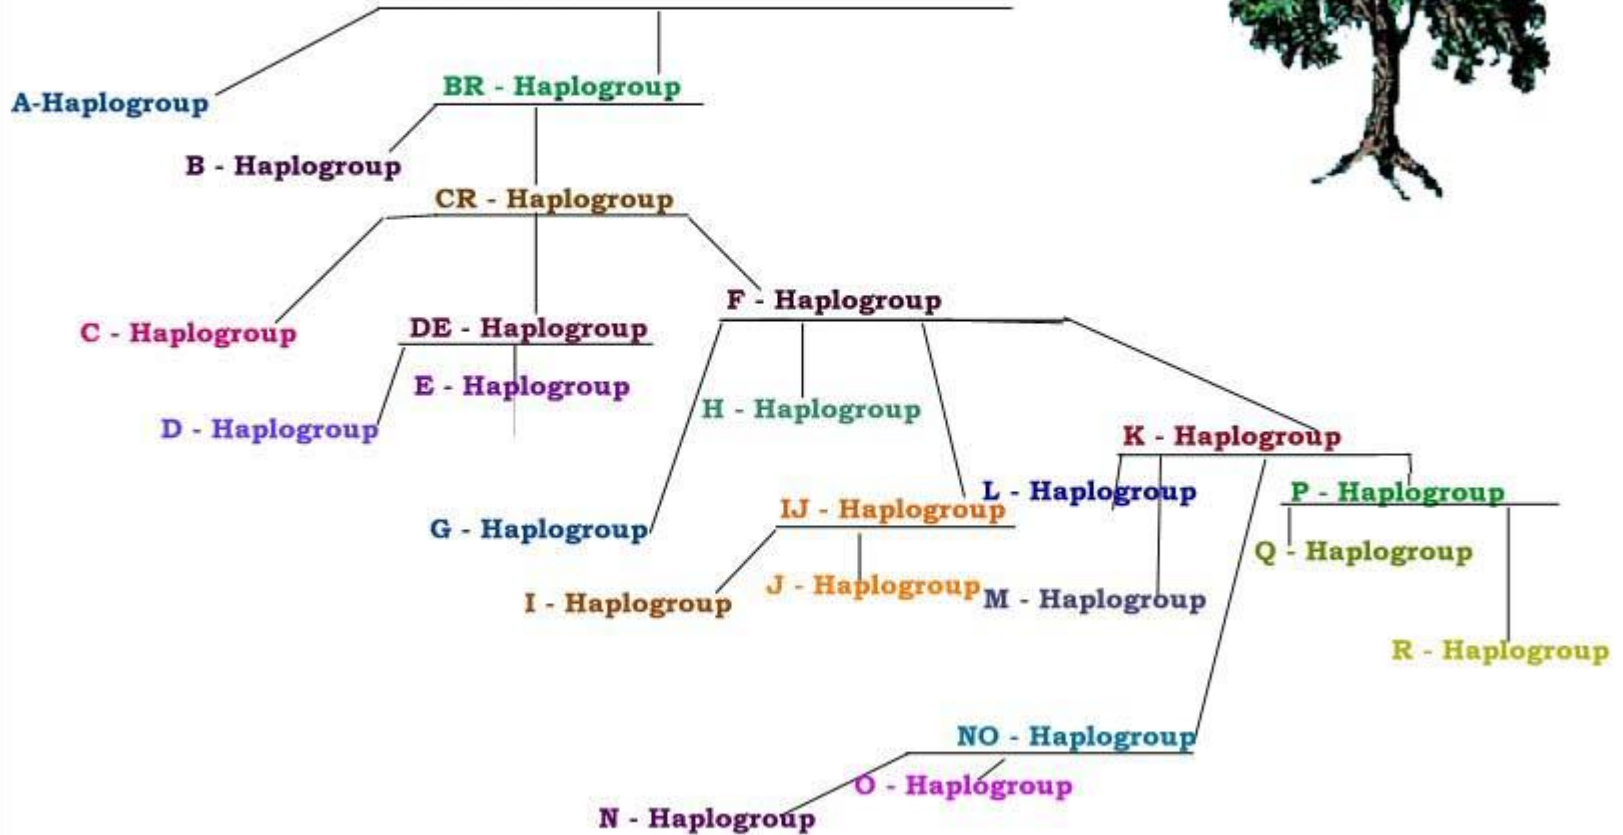 BR - Haplogroup
A-Haplogroup
B - Haplogroup
CR - Haplogroup
F - Haplogroup
C - Haplogroup
DE - Haplogroup
E - Haplogroup
H - Haplogroup
D - Haplogroup
K - Haplogroup
L - Haplogroup
P - Haplogroup
IJ - Haplogroup
G - Haplogroup
Q - Haplogroup
J - Haplogroup
I - Haplogroup
M - Haplogroup
R - Haplogroup
NO - Haplogroup
O - Haplogroup
N - Haplogroup